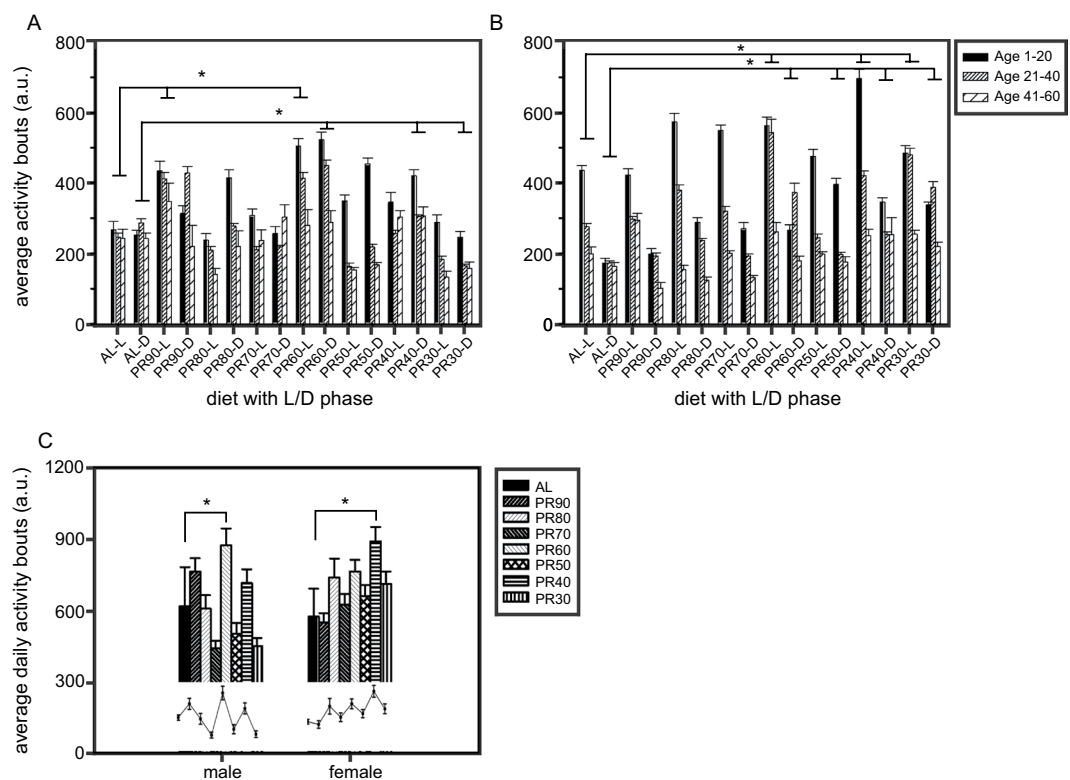 A
800
600
400
200
0
average activity bouts (a.u.)
*
*
AL-L
AL-D
PR90-L
PR90-D
PR80-L
PR80-D
PR70-L
PR70-D
PR60-L
PR60-D
PR50-L
PR50-D
PR40-L
PR40-D
PR30-L
PR30-D
diet with L/D phase
B
800
600
400
200
0
*
*
AL-L
AL-D
PR90-L
PR90-D
PR80-L
PR80-D
PR70-L
PR70-D
PR60-L
PR60-D
PR50-L
PR50-D
PR40-L
PR40-D
PR30-L
PR30-D
diet with L/D phase
Age 1-20
Age 21-40
Age 41-60
C
1200
900
600
300
0
average daily activity bouts (a.u.)
*
*
male
female
AL
PR90
PR80
PR70
PR60
PR50
PR40
PR30